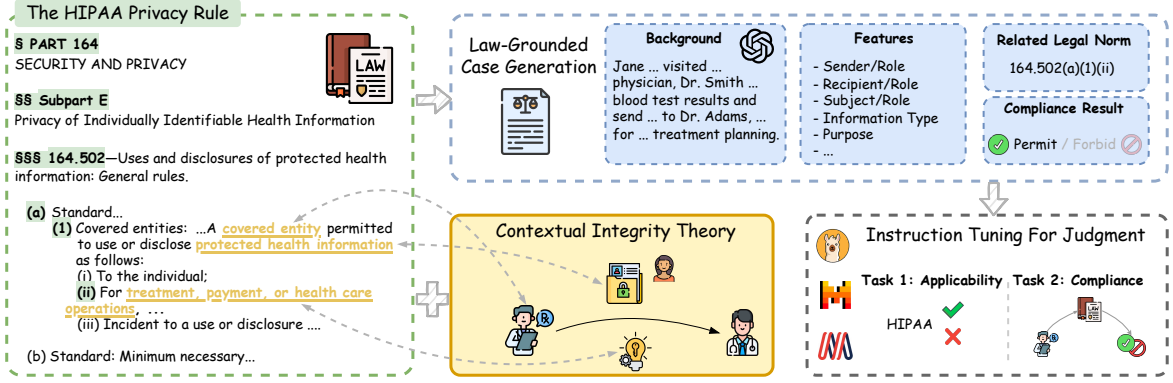 The HIPAA Privacy Rule
§ PART 164
SECURITY AND PRIVACY
§§ Subpart E
Privacy of Individually Identifiable Health Information
§§§ 164.502—Uses and disclosures of protected health
information: General rules.
(a) Standard...
(1) Covered entities: ...A covered entity permitted
to use or disclose protected health information
as follows:
(i) To the individual;
(ii) For treatment, payment, or health care
operations, ...
(iii) Incident to a use or disclosure ....
(b) Standard: Minimum necessary...
LAW
Law-Grounded
Case Generation
Background
Jane ... visited ...
physician, Dr. Smith ...
blood test results and
send ... to Dr. Adams, ...
for ... treatment planning.
Features
- Sender/Role
- Recipient/Role
- Subject/Role
- Information Type
- Purpose
- ...
Related Legal Norm
164.502(a)(1)(ii)
Compliance Result
Permit / Forbid
Contextual Integrity Theory
Instruction Tuning For Judgment
Task 1: Applicability
HIPAA
Task 2: Compliance